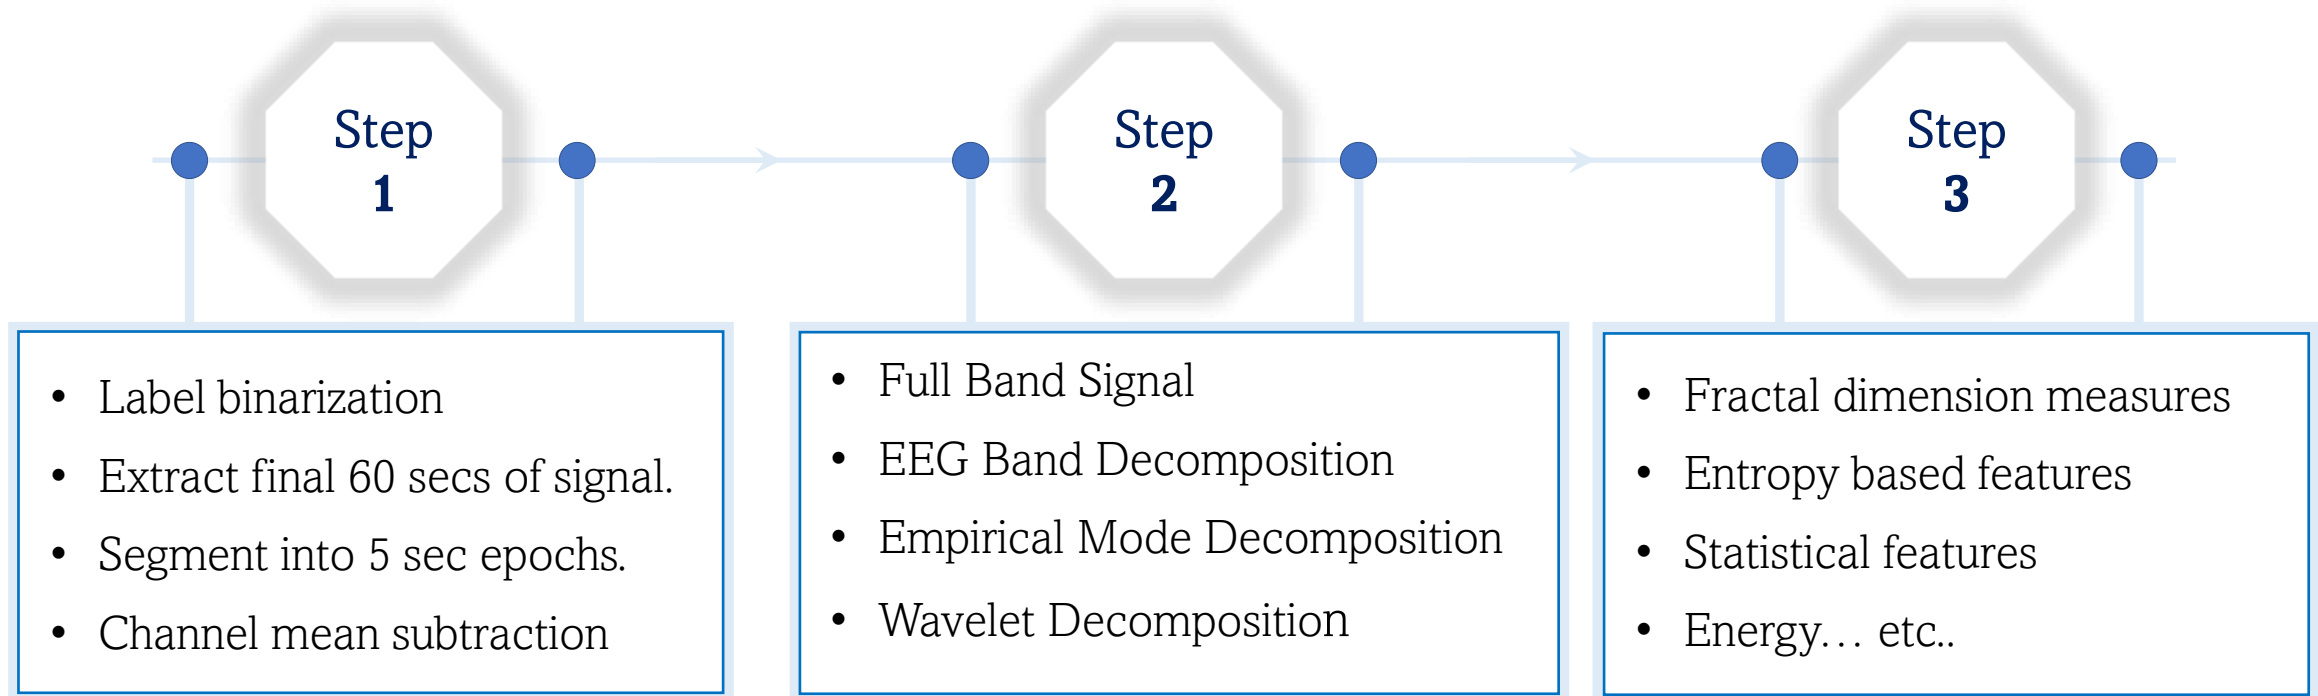 Step
1
• Label binarization
• Extract final 60 secs of signal.
• Segment into 5 sec epochs.
• Channel mean subtraction
Step
2
• Full Band Signal
• EEG Band Decomposition
• Empirical Mode Decomposition
• Wavelet Decomposition
Step
3
• Fractal dimension measures
• Entropy based features
• Statistical features
• Energy… etc..